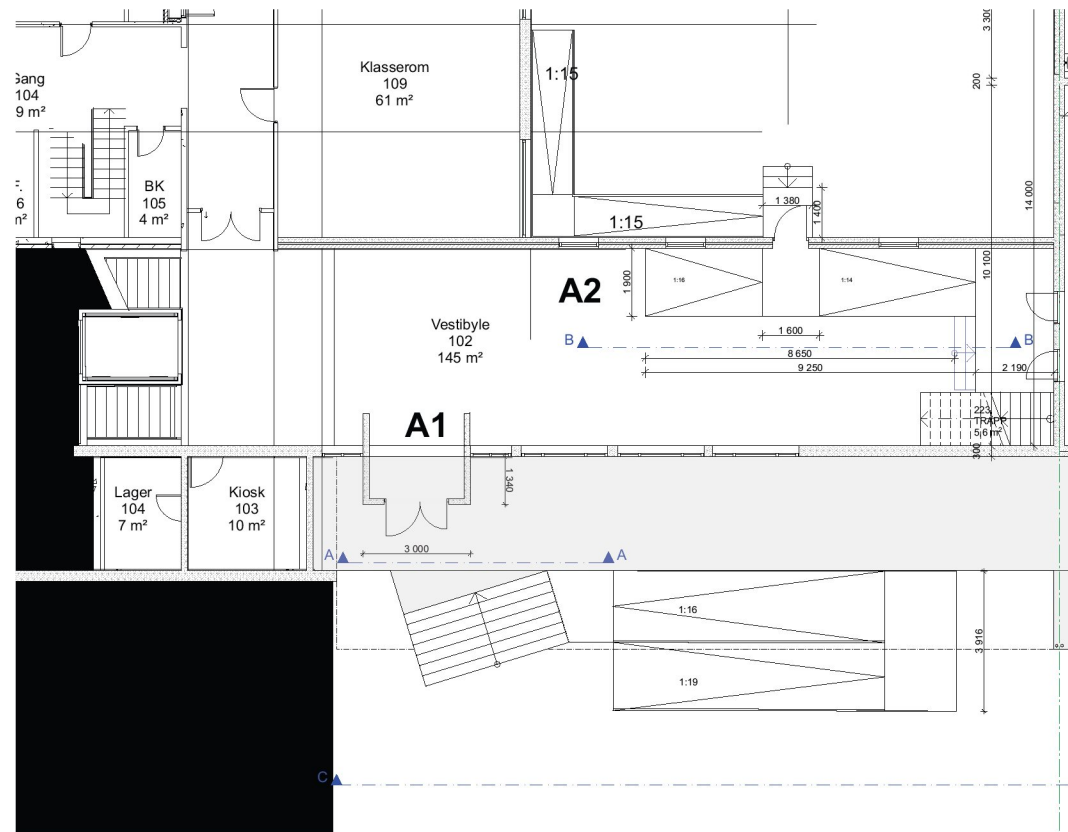 3 300
Klasserom
109
61 m²
1:15
Gang
104
9 m²
200
BK
105
4 m²
F.
6
m²
14 000
1 380
1 400
1:15
10 100
A2
1 900
1:16
1:14
Vestibyle
102
145 m²
1 600
B
B
8 650
9 250
2 190
A1
223
TRAPP
5,6 m²
300
1 340
Lager
104
7 m²
Kiosk
103
10 m²
3 000
A
A
1:16
3 916
1:19
C